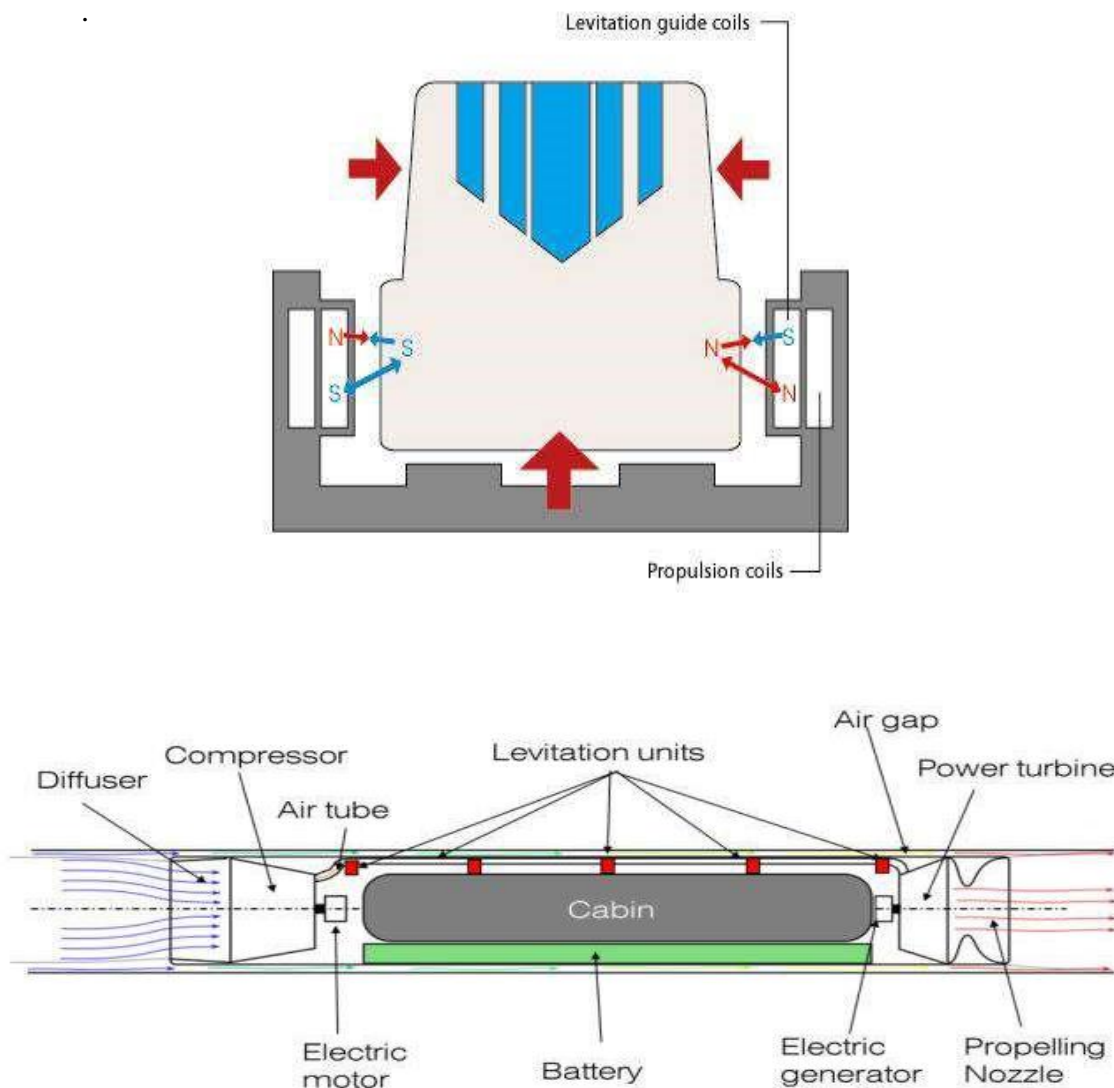 Levitation guide coils
N
S
S
N
S
N
Propulsion coils
Air gap
Levitation units
Compressor
Power turbine
Diffuser
Air tube
Cabin
Electric
motor
Battery
Electric
generator
Propelling
Nozzle